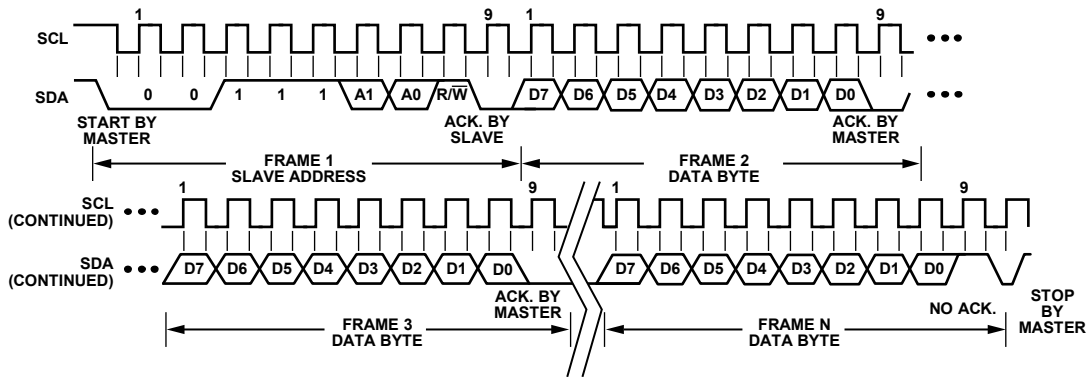 1 9 1 9
SCL
SDA 0 0 1 1 1 A1 A0 R/W̅ D7 D6 D5 D4 D3 D2 D1 D0
START BY MASTER
ACK. BY SLAVE
ACK. BY MASTER
FRAME 1
SLAVE ADDRESS
FRAME 2
DATA BYTE
1 9 1 9
SCL
(CONTINUED)
SDA
(CONTINUED)
D7 D6 D5 D4 D3 D2 D1 D0 D7 D6 D5 D4 D3 D2 D1 D0
ACK. BY
MASTER
NO ACK.
STOP
BY
MASTER
FRAME 3
DATA BYTE
FRAME N
DATA BYTE